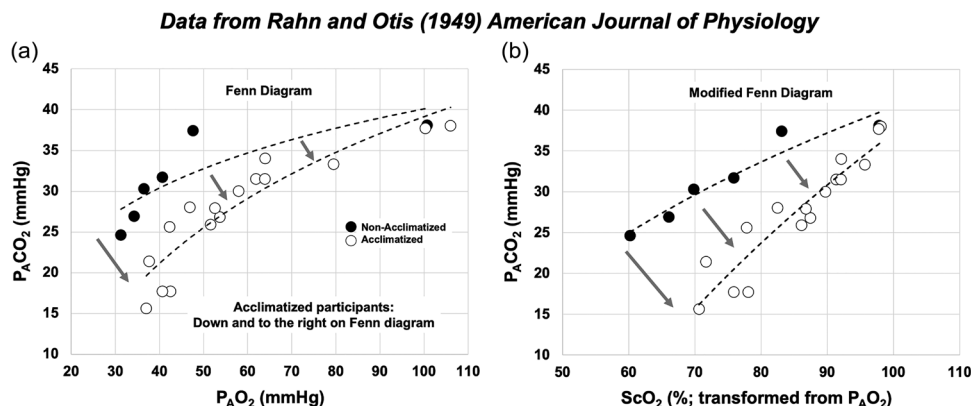 Data from Rahn and Otis (1949) American Journal of Physiology
(a)
45
40
35
30
25
20
15
10
PACO2 (mmHg)
Fenn Diagram
Non-Acclimatized
Acclimatized
Acclimatized participants:
Down and to the right on Fenn diagram
20 30 40 50 60 70 80 90 100 110
PAO2 (mmHg)
(b)
45
40
35
30
25
20
15
10
PACO2 (mmHg)
Modified Fenn Diagram
50 60 70 80 90 100 110
ScO2 (%; transformed from PAO2)